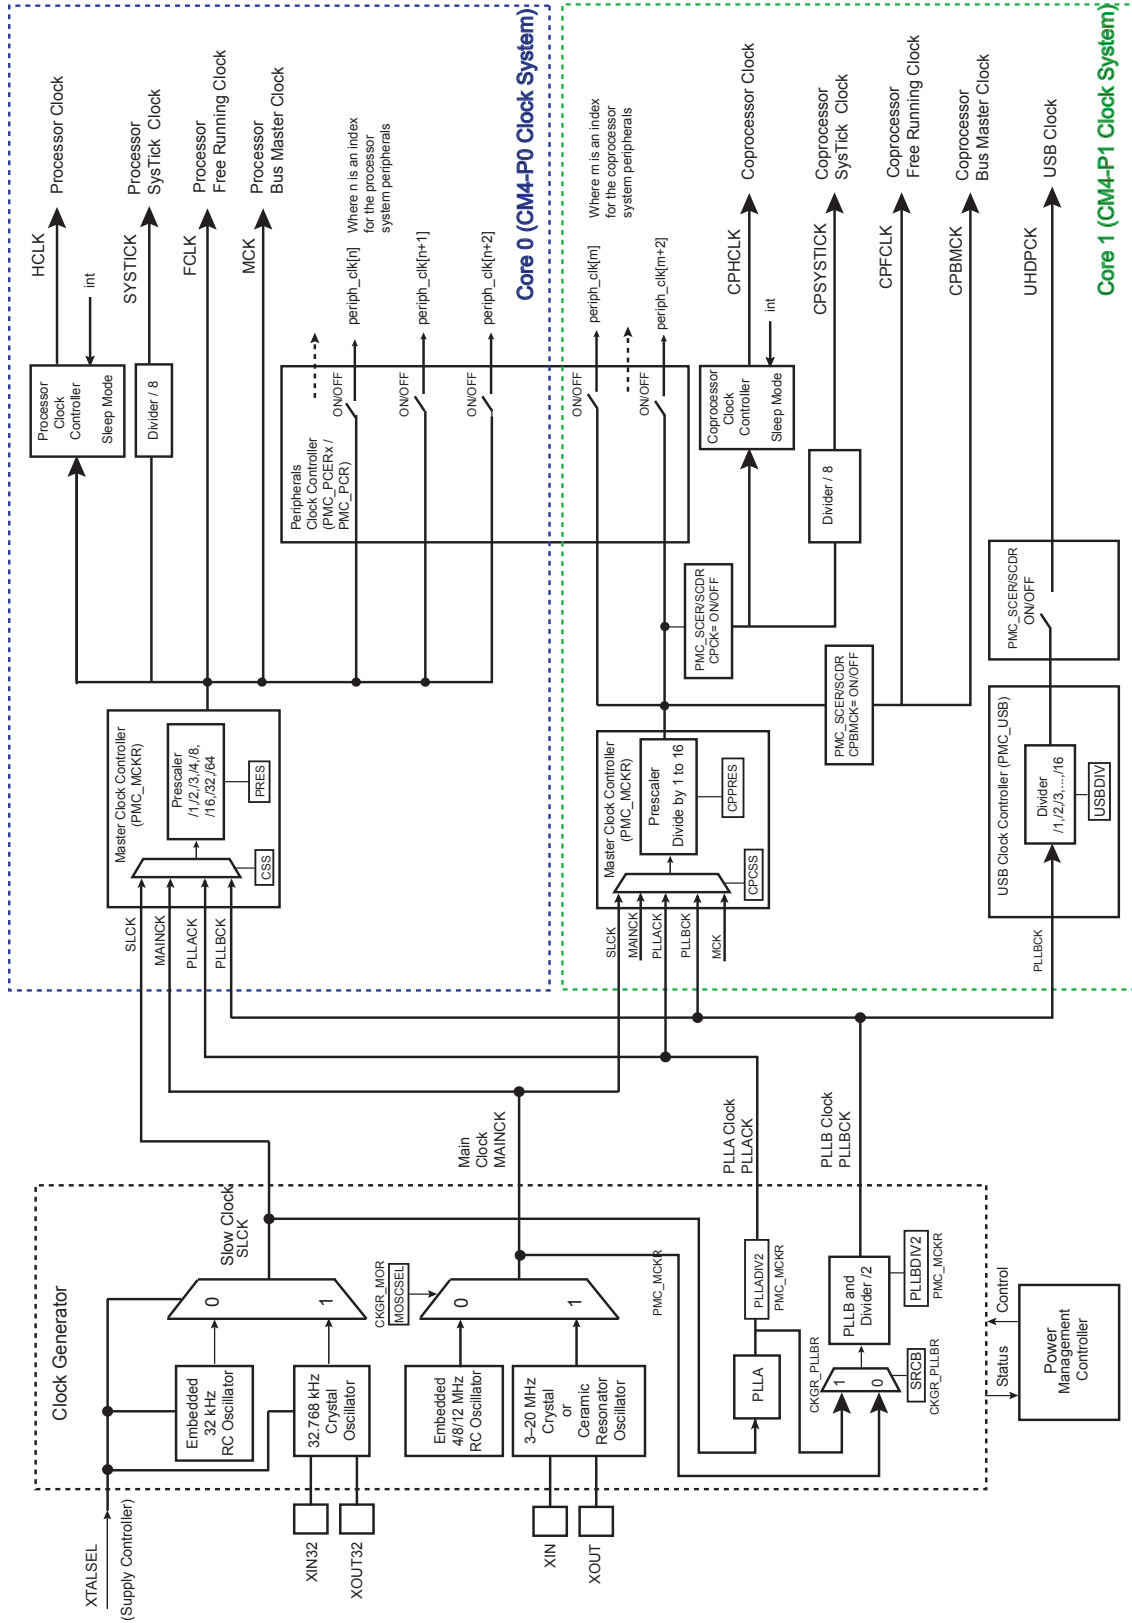 Clock Generator
XTALSEL
(Supply Controller)
Embedded
32 kHz
RC Oscillator
32.768 kHz
Crystal
Oscillator
XIN32
XOUT32
0
1
Slow Clock
SLCK
CKGR_MOR
MOSCSEL
Embedded
4/8/12 MHz
RC Oscillator
3–20 MHz
Crystal
or
Ceramic
Resonator
Oscillator
XIN
XOUT
0
1
Main
Clock
MAINCK
PMC_MCKR
PLLA
PLLADIV2
PMC_MCKR
PLLA Clock
PLLACK
CKGR_PLLBR
1
0
SRCB
CKGR_PLLBR
PLLB and
Divider /2
PLLBDIV2
PMC_MCKR
PLLB Clock
PLLBCK
Status
Control
Power
Management
Controller
SLCK
MAINCK
PLLACK
PLLBCK
Master Clock Controller
(PMC_MCKR)
CSS
Prescaler
/1,/2,/3,/4,/8,
/16,/32,/64
PRES
Processor
Clock
Controller
Sleep Mode
int
HCLK
Processor Clock
Divider / 8
SYSTICK
Processor
SysTick Clock
FCLK
Processor
Free Running Clock
MCK
Processor
Bus Master Clock
Peripherals
Clock Controller
(PMC_PCERx /
PMC_PCR)
ON/OFF
periph_clk[n]
Where n is an index
for the processor
system peripherals
ON/OFF
periph_clk[n+1]
ON/OFF
periph_clk[n+2]
Core 0 (CM4-P0 Clock System)
SLCK
MAINCK
PLLACK
PLLBCK
MCK
Master Clock Controller
(PMC_MCKR)
CPCSS
Prescaler
Divide by 1 to 16
CPPRES
ON/OFF
periph_clk[m]
Where m is an index
for the coprocessor
system peripherals
ON/OFF
periph_clk[m+2]
PMC_SCER/SCDR
CPCK= ON/OFF
Coprocessor
Clock
Controller
Sleep Mode
int
CPHCLK
Coprocessor Clock
Divider / 8
CPSYSTICK
Coprocessor
SysTick Clock
PMC_SCER/SCDR
CPBMCK= ON/OFF
CPFCLK
Coprocessor
Free Running Clock
CPBMCK
Coprocessor
Bus Master Clock
PLLBCK
USB Clock Controller (PMC_USB)
Divider
/1,/2,/3,...,/16
USBDIV
PMC_SCER/SCDR
ON/OFF
UHDPCK
USB Clock
Core 1 (CM4-P1 Clock System)